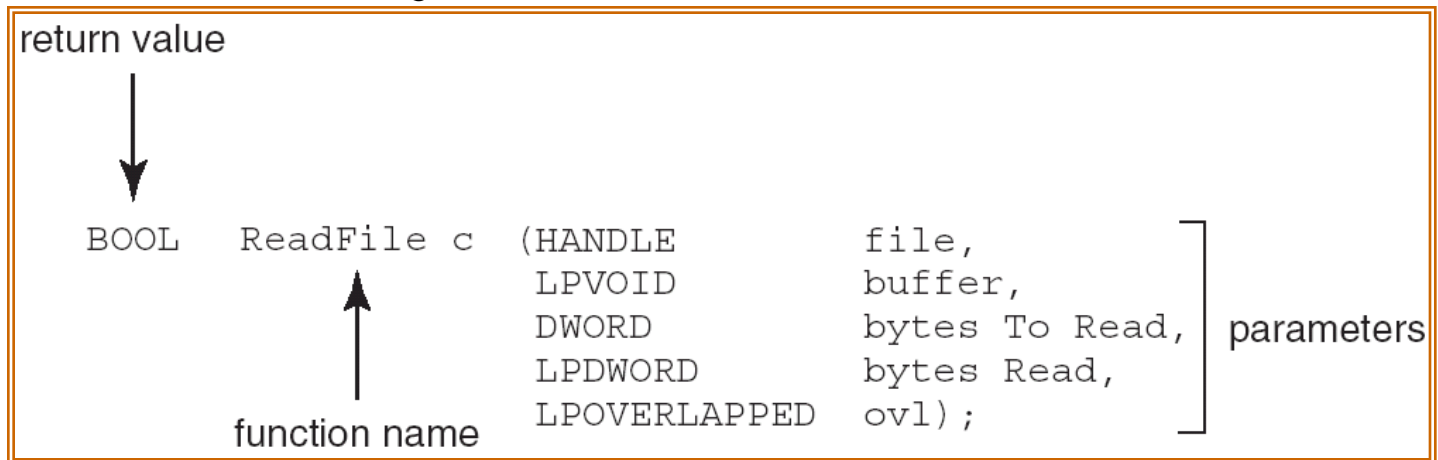 return value
BOOL ReadFile c (HANDLE file,
LPVOID buffer,
DWORD bytes To Read,
LPDWORD bytes Read,
LPOVERLAPPED ovl);
parameters
function name